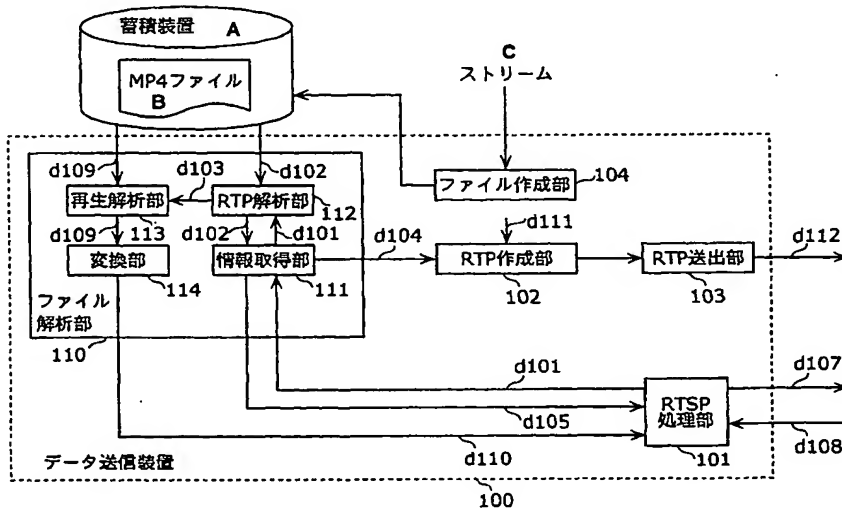 蓄積装置 A
MP4ファイル
B
C
ストリーム
d109
d102
d103
ファイル作成部
104
再生解析部
RTP解析部
112
113
d109
d102
d101
d104
d111
変換部
情報取得部
RTP作成部
RTP送出部
d112
114
111
102
103
ファイル
解析部
110
d101
d107
d105
RTSP
処理部
d110
101
d108
データ送信装置
100